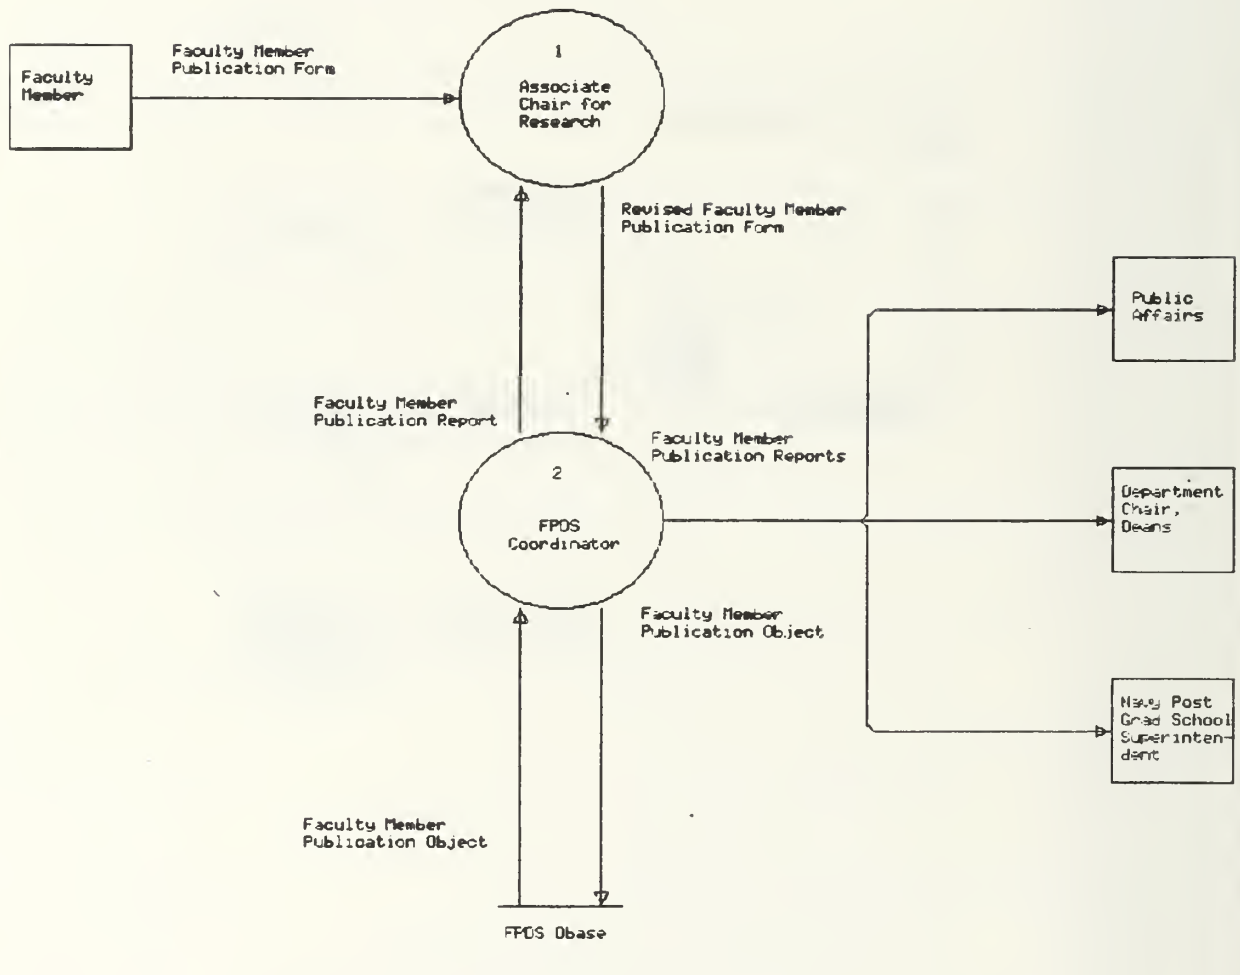 Faculty Member
Publication Form
Faculty
Member
1
Associate
Chair for
Research
Revised Faculty Member
Publication Form
Public
Affairs
Faculty Member
Publication Report
Faculty Member
Publication Reports
2
FPDS
Coordinator
Department
Chair,
Deans
Faculty Member
Publication Object
Navy Post
Grad School
Superinten-
dent
Faculty Member
Publication Object
FPDS Dbase